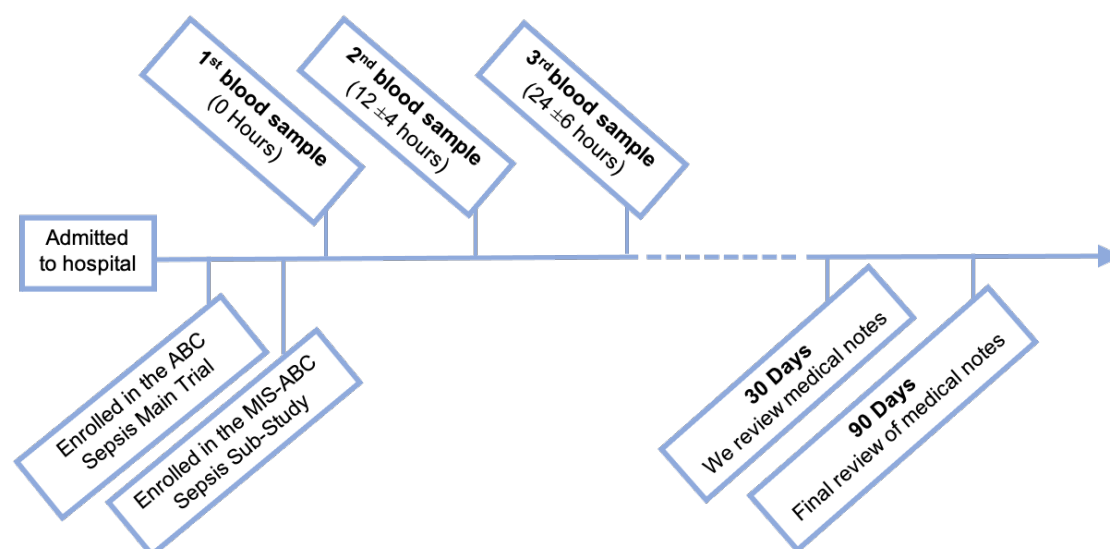 1st blood sample
(0 Hours)
2nd blood sample
(12 ±4 hours)
3rd blood sample
(24 ±6 hours)
Admitted
to hospital
Enrolled in the ABC
Sepsis Main Trial
Enrolled in the MIS-ABC
Sepsis Sub-Study
30 Days
We review medical notes
90 Days
Final review of medical notes